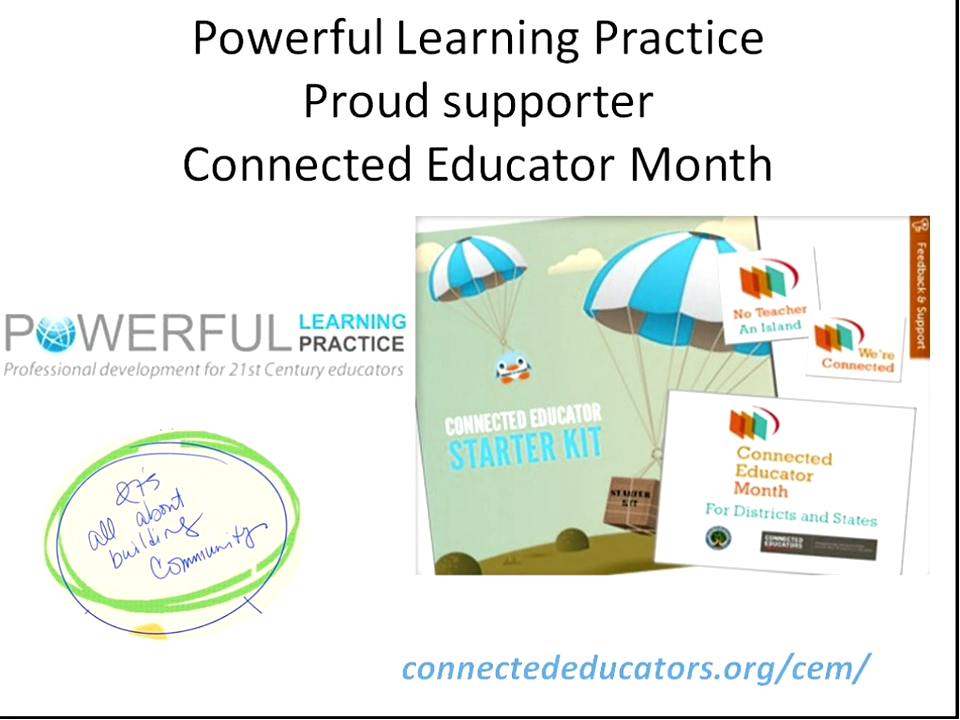 Powerful Learning Practice
Proud supporter
Connected Educator Month
POWERFUL LEARNING PRACTICE
Professional development for 21st Century educators
It's
all about
building
Community
CONNECTED EDUCATOR
STARTER KIT
STARTER
KIT
No Teacher
An Island
We're
Connected
Feedback & Support
Connected
Educator
Month
For Districts and States
CONNECTED
EDUCATORS
connectededucators.org/cem/